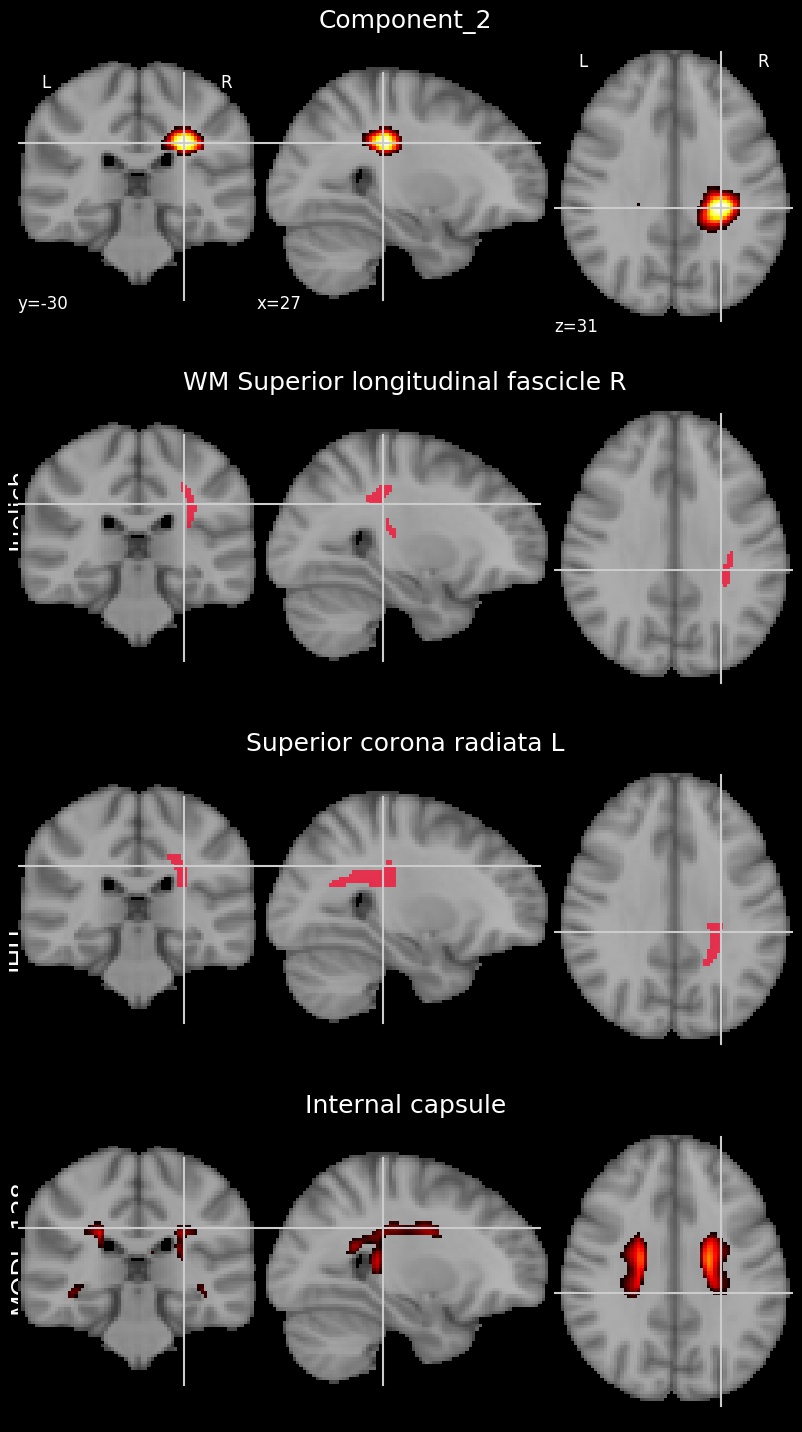 Component_2
L R L R
y=-30 x=27 z=31
WM Superior longitudinal fascicle R
Superior corona radiata L
Internal capsule